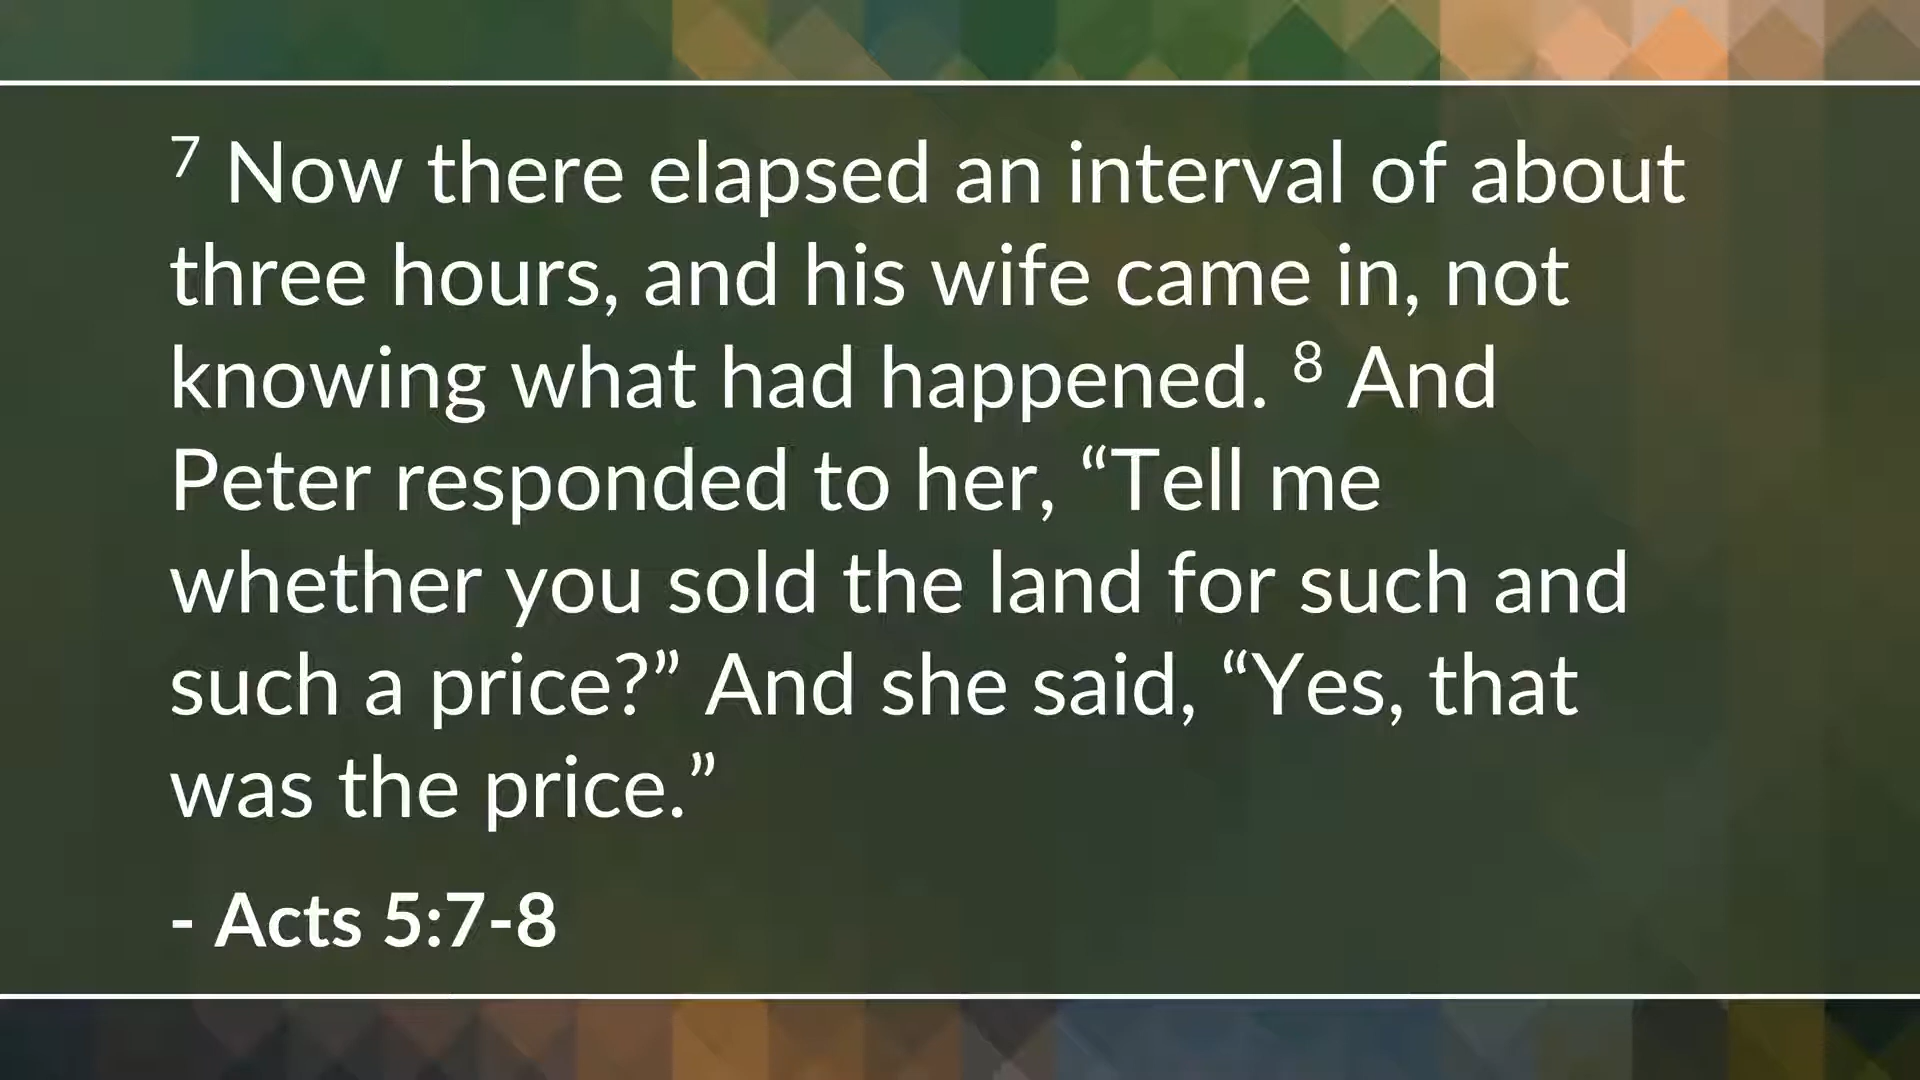 7 Now there elapsed an interval of about
three hours, and his wife came in, not
knowing what had happened. 8 And
Peter responded to her, “Tell me
whether you sold the land for such and
such a price?” And she said, “Yes, that
was the price.”
- Acts 5:7-8